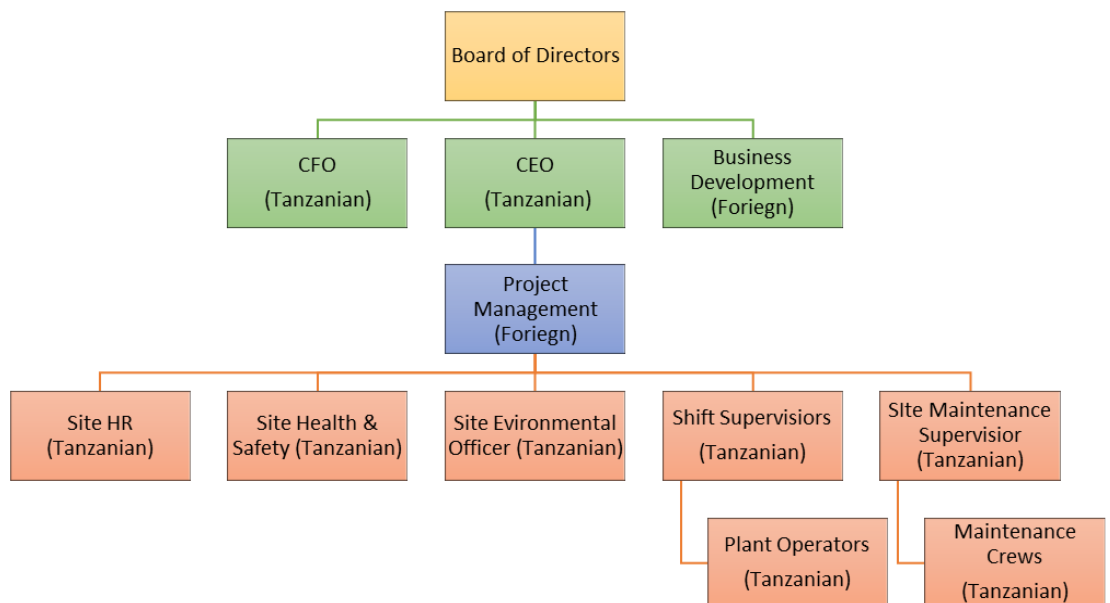 Board of Directors
CFO
(Tanzanian)
CEO
(Tanzanian)
Business
Development
(Foriegn)
Project
Management
(Foriegn)
Site HR
(Tanzanian)
Site Health &
Safety (Tanzanian)
Site Evironmental
Officer (Tanzanian)
Shift Supervisiors
(Tanzanian)
SIte Maintenance
Supervisior
(Tanzanian)
Plant Operators
(Tanzanian)
Maintenance
Crews
(Tanzanian)